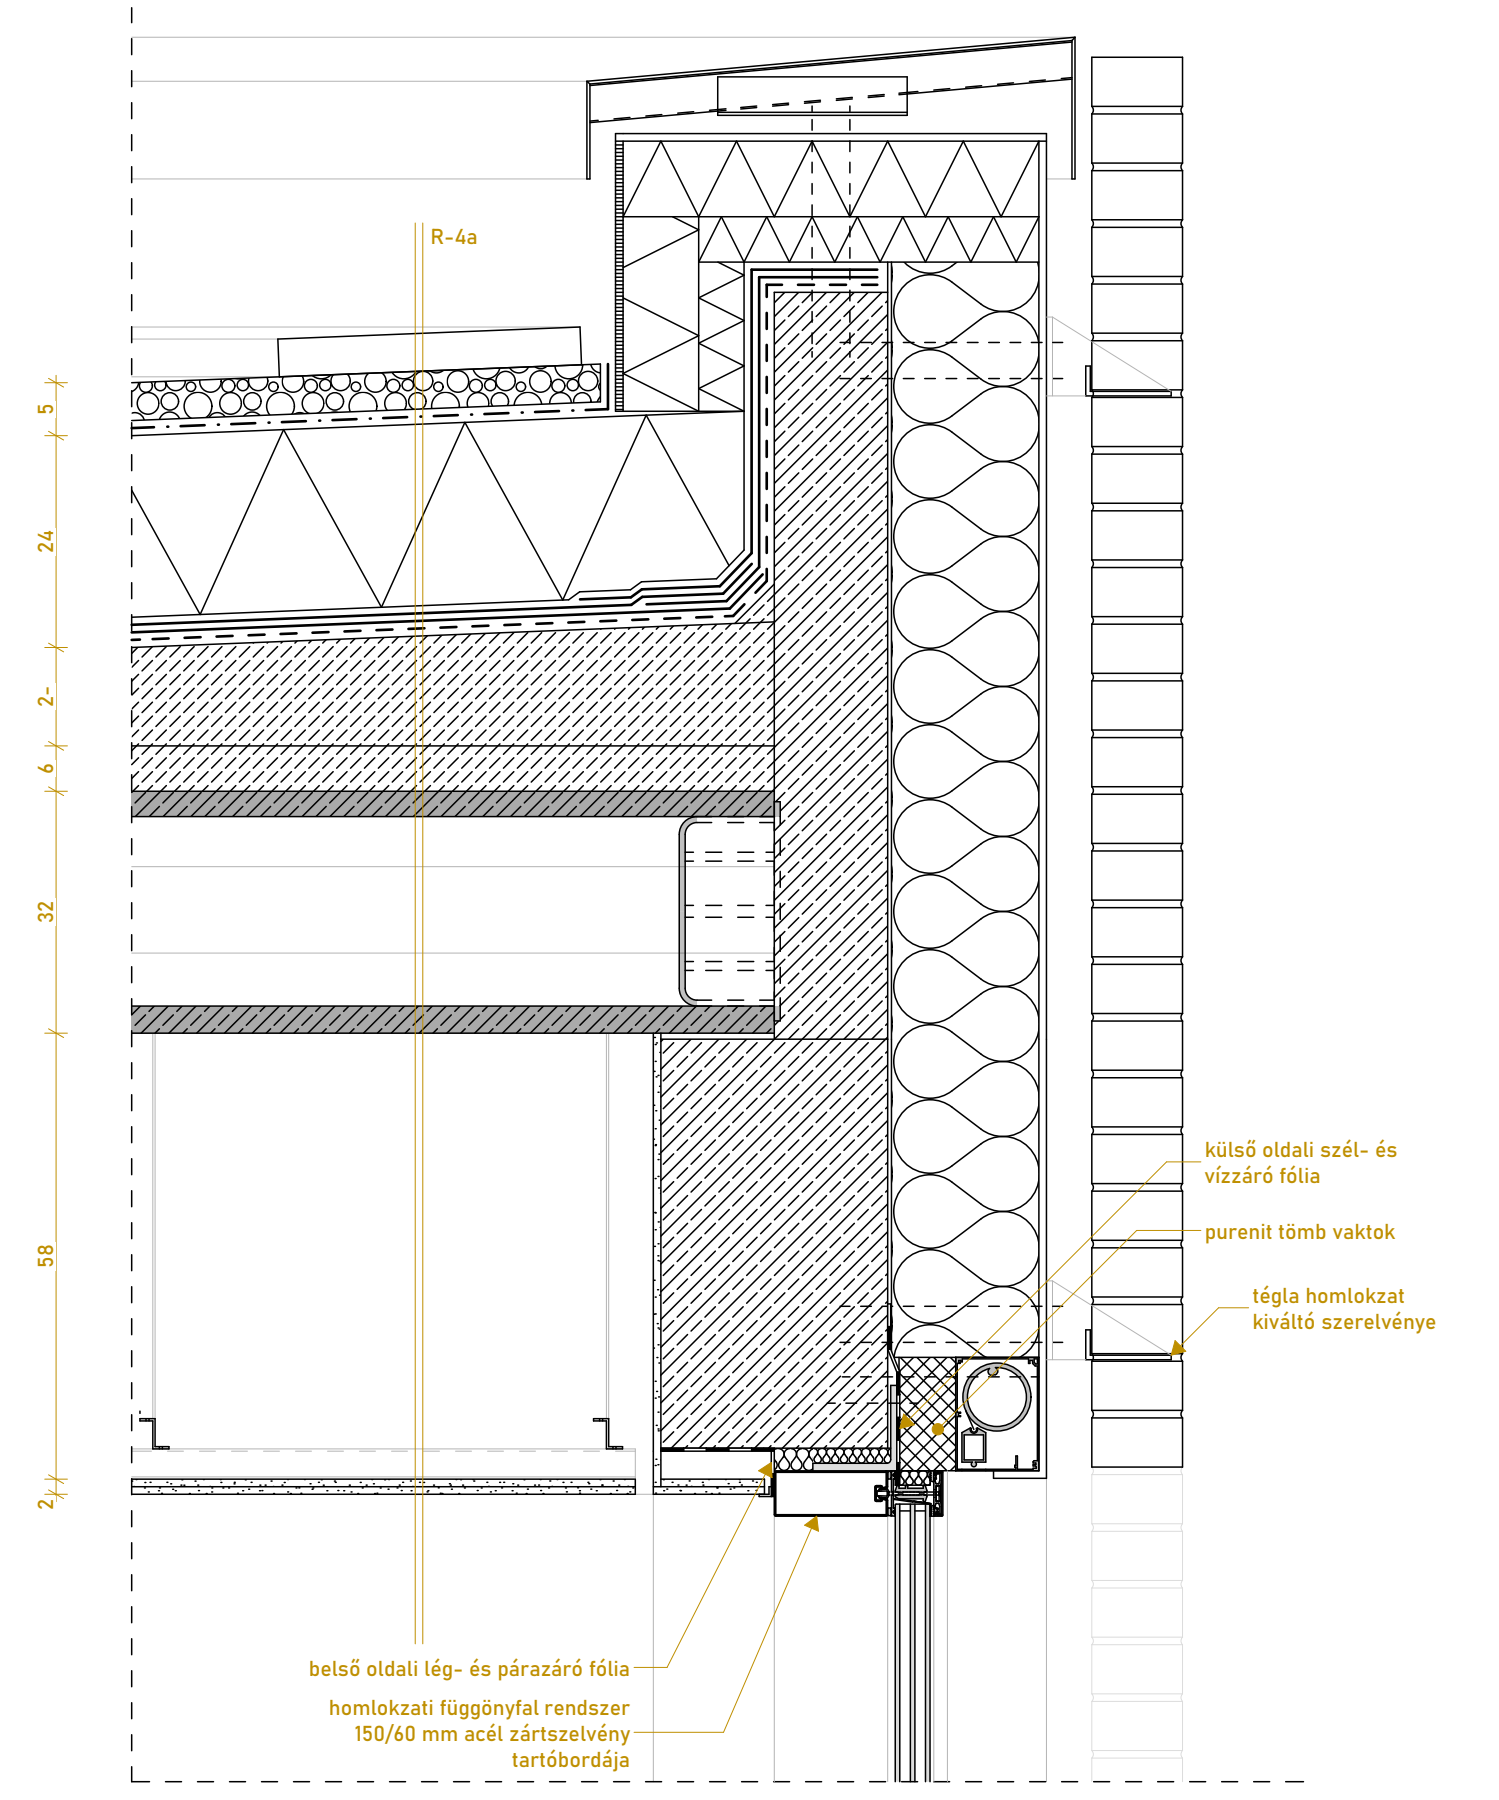 R-4a
5
24
2-
6
32
58
2
külső oldali szél- és
vízzáró fólia
purenit tömb vaktok
tégla homlokzat
kiváltó szerelvénye
belső oldali lég- és párazáró fólia
homlokzati függönyfal rendszer
150/60 mm acél zártszelvény
tartóbordája